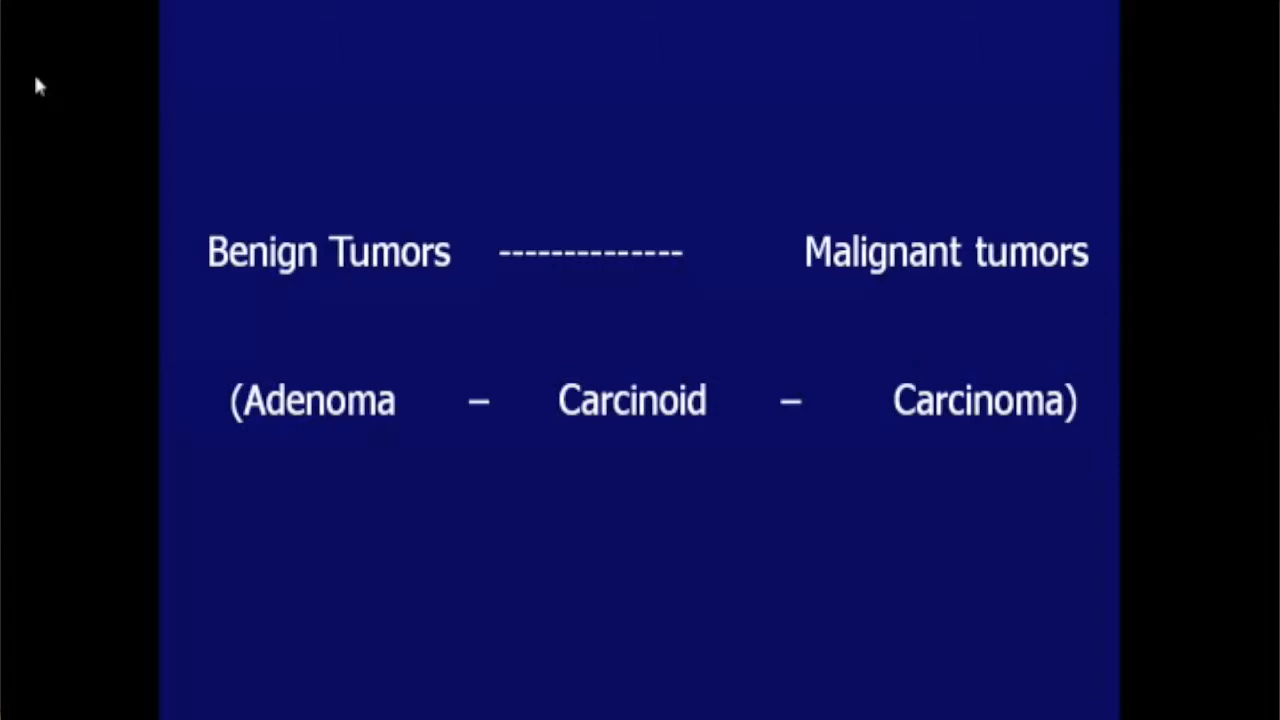 Benign Tumors -------------- Malignant tumors
(Adenoma – Carcinoid – Carcinoma)